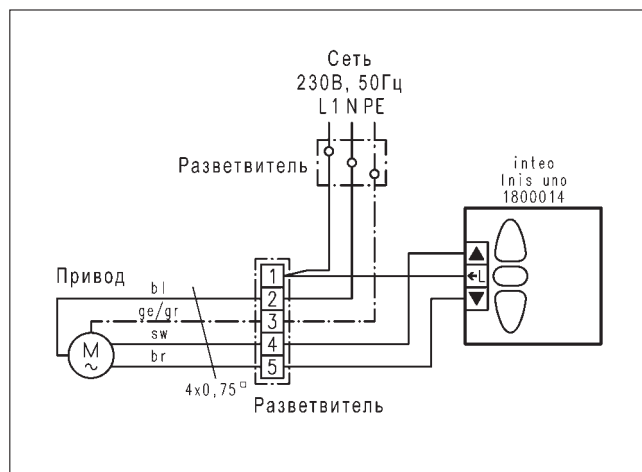 Сеть
230В, 50Гц
L1 N PE
Разветвитель
inteo
Inis uno
1800014
Привод
1
2
3
4
5
←L
bl
ge/gr
sw
br
M
~
4x0,75□
Разветвитель